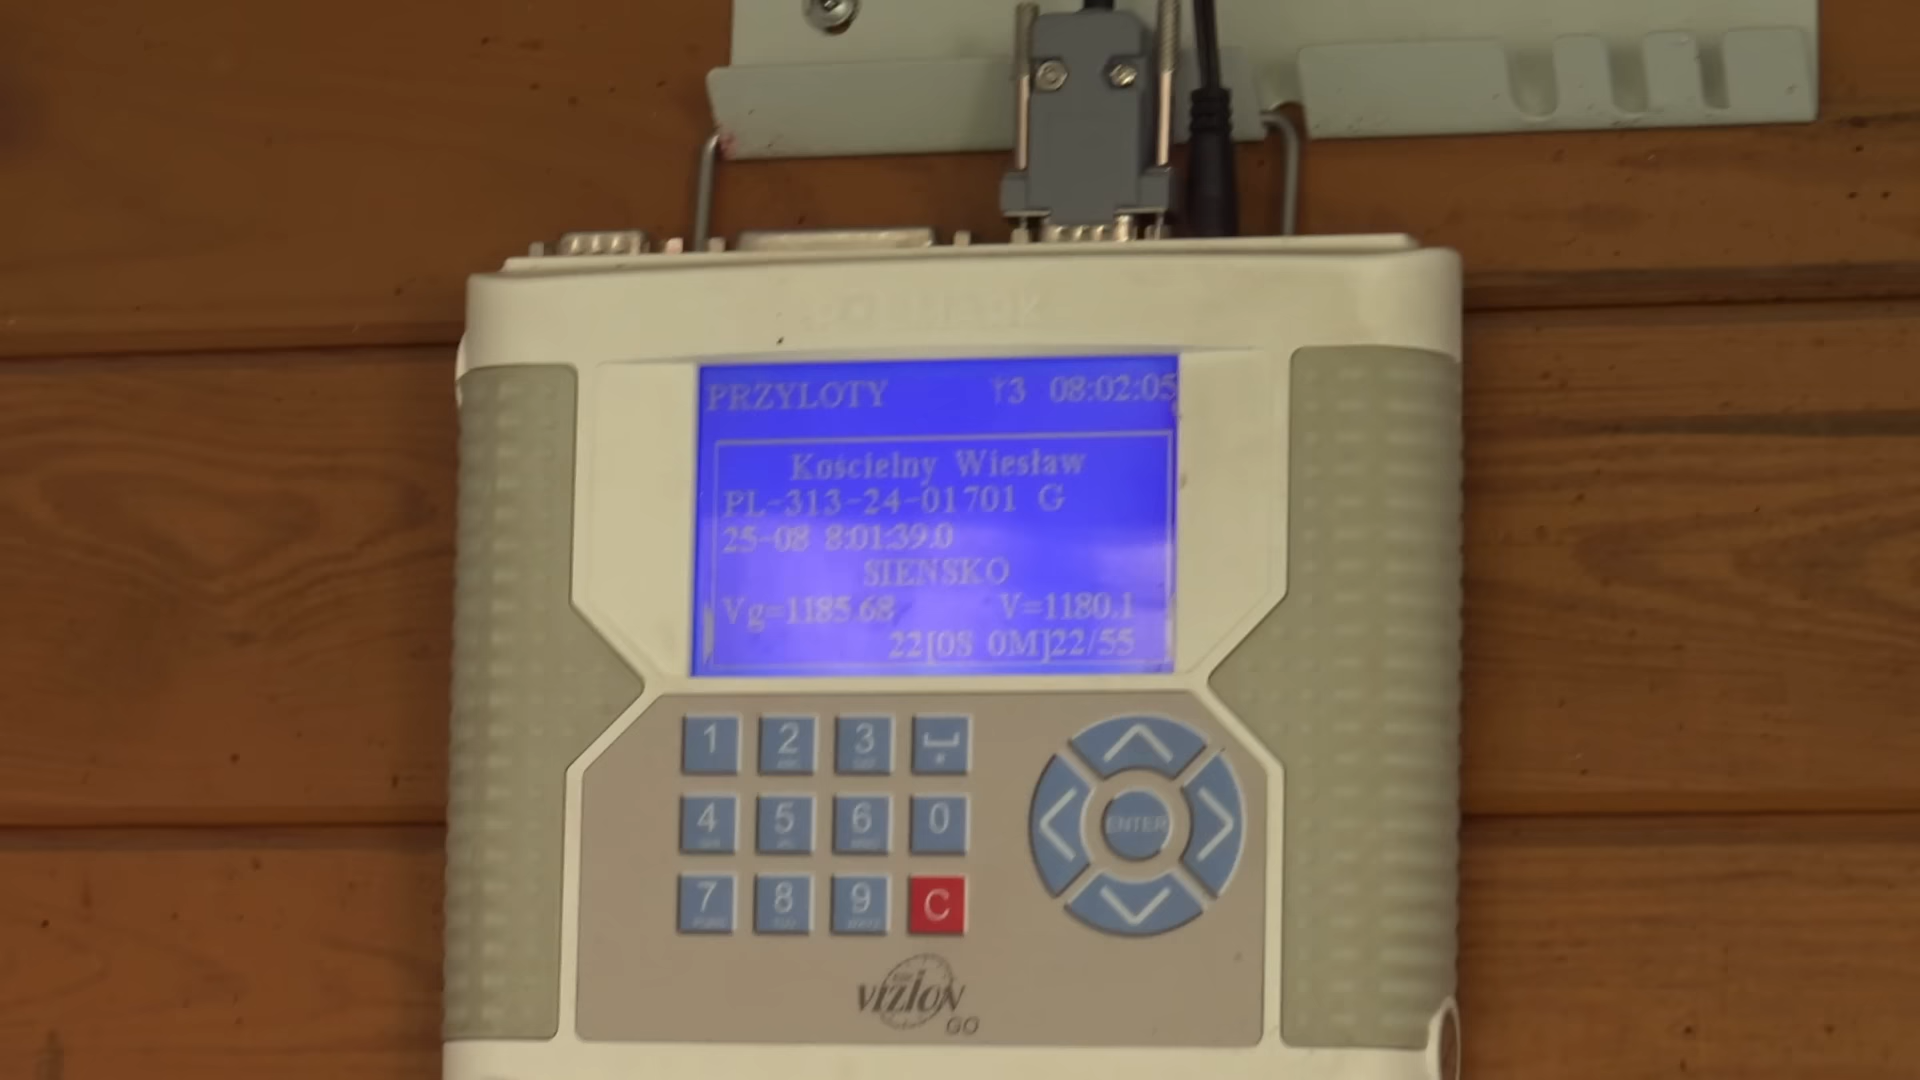 PRZYLOTY 3 08:02:05
Kościelny Wiesław
PL-313-24-01701 G
25-08 8:01:39.0
SIENSKO
Vg=1185.68 V=1180.1
22[0S 0M]22/55
1 2 3
4 5 6 0
7 8 9 C
ENTER
VIZION
GO